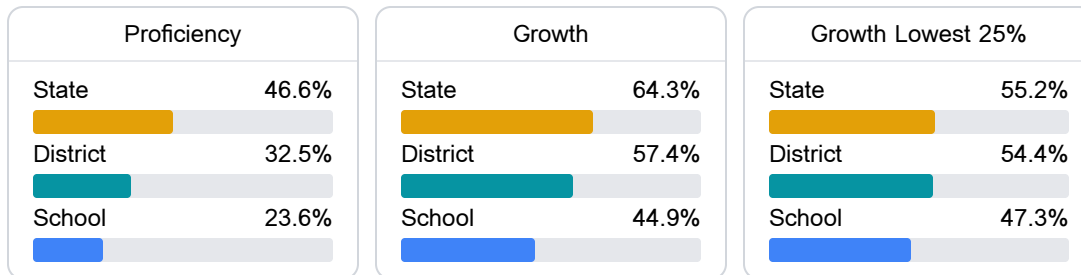 Proficiency
State 46.6%
District 32.5%
School 23.6%
Growth
State 64.3%
District 57.4%
School 44.9%
Growth Lowest 25%
State 55.2%
District 54.4%
School 47.3%